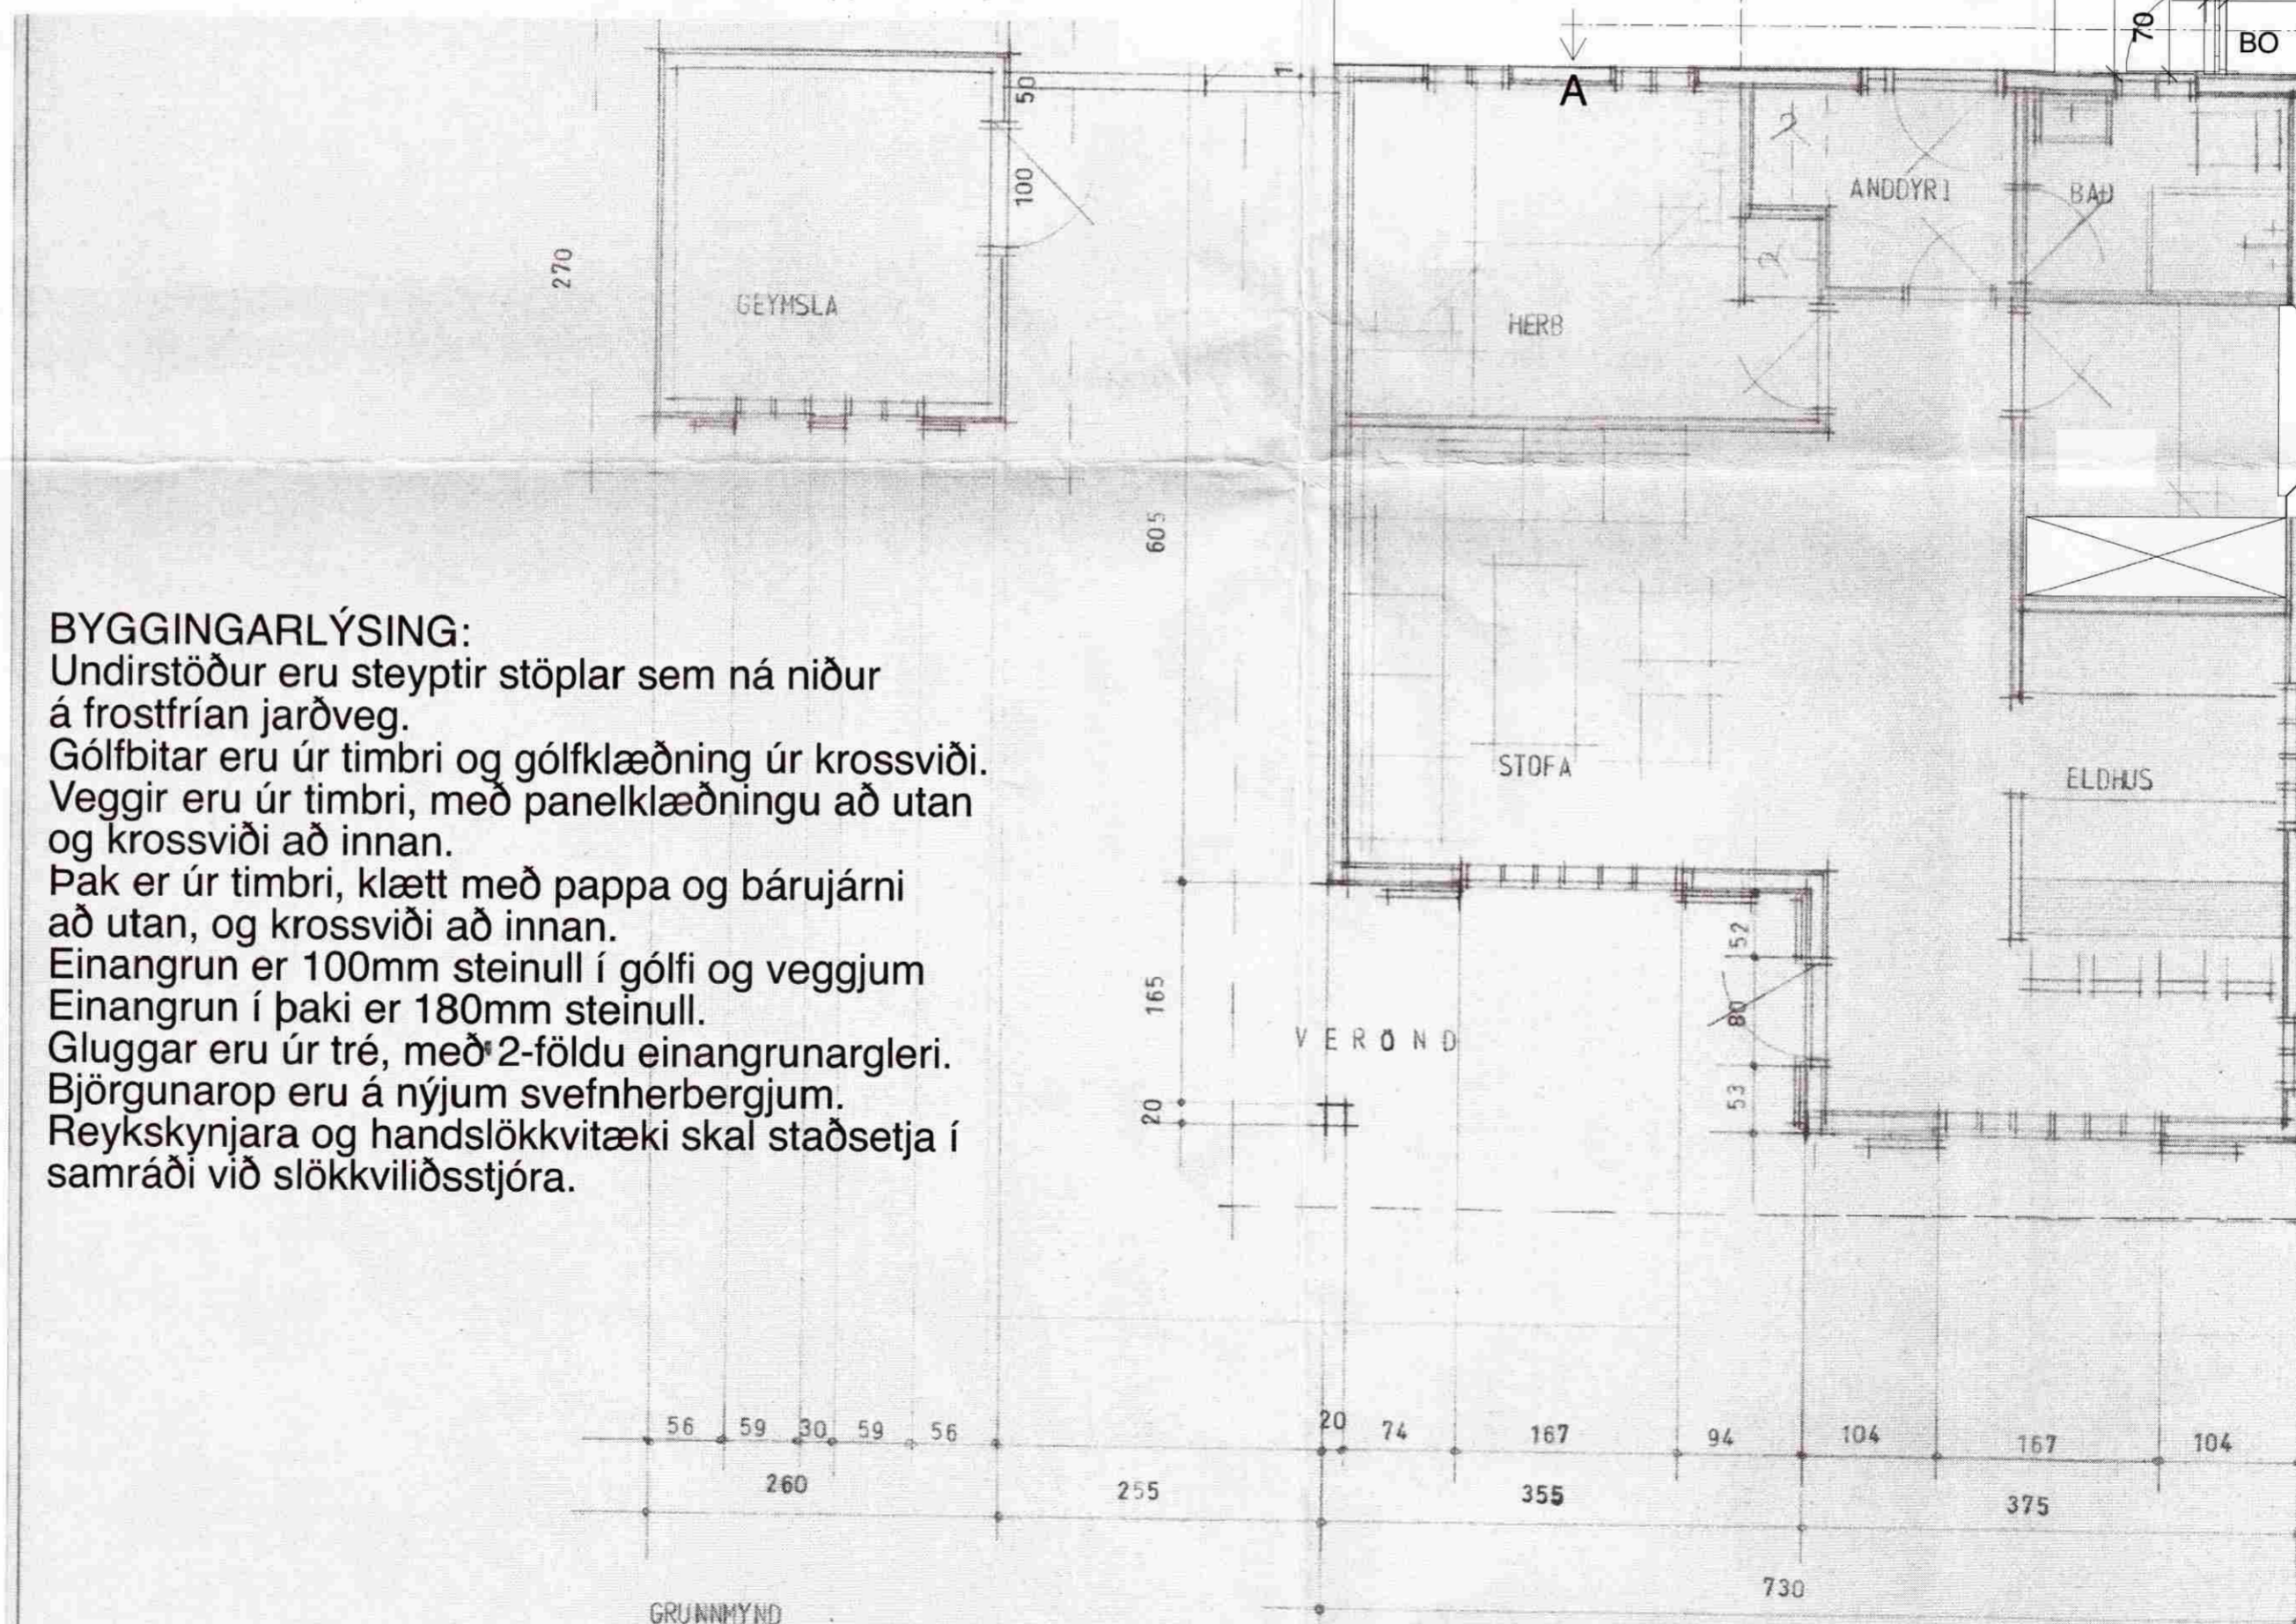 70
BO
A
1
50
100
ANDDYRI
BAÐ
270
GEYMSLA
HERB
605
BYGGINGARLÝSING:
Undirstöður eru steyptir stöplar sem ná niður
á frostfrían jarðveg.
Gólfbitar eru úr timbri og gólfklæðning úr krossviði.
Veggir eru úr timbri, með panelklæðningu að utan
og krossviði að innan.
Þak er úr timbri, klætt með pappa og bárujárni
að utan, og krossviði að innan.
Einangrun er 100mm steinull í gólfi og veggjum
Einangrun í þaki er 180mm steinull.
Gluggar eru úr tré, með 2-földu einangrunargleri.
Björgunarop eru á nýjum svefnherbergjum.
Reykskynjara og handslökkvitæki skal staðsetja í
samráði við slökkviliðsstjóra.
STOFA
ELDHUS
152
165
80
VERÖND
53
20
56 59 30 59 56
20 74 167 94 104 167 104
260 255 355 375
730
GRUNNMYND